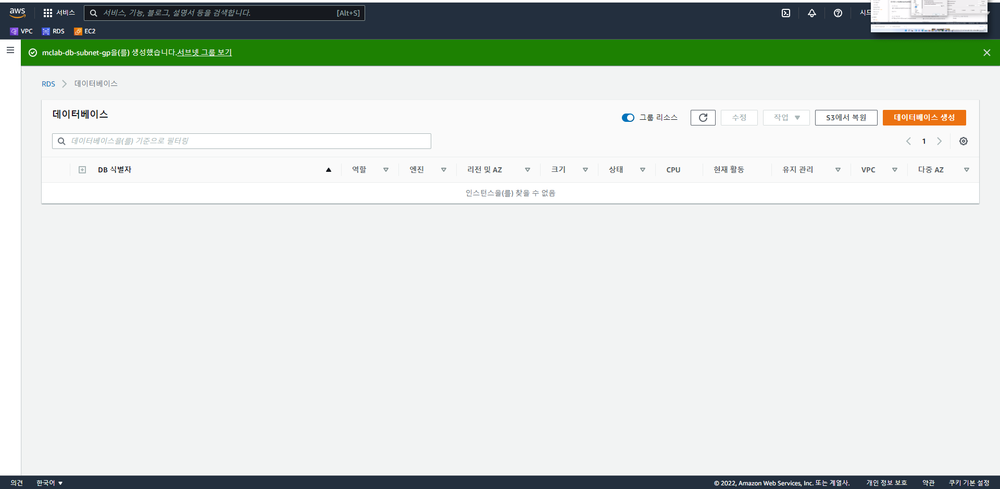 aws 서비스 서비스, 기능, 블로그, 설명서 등을 검색합니다. [Alt+S] 시드
VPC RDS EC2
mclab-db-subnet-gp을(를) 생성했습니다.서브넷 그룹 보기
RDS 데이터베이스
데이터베이스
그룹 리소스 수정 작업 S3에서 복원 데이터베이스 생성
데이터베이스을(를) 기준으로 필터링
1
DB 식별자 역할 엔진 리전 및 AZ 크기 상태 CPU 현재 활동 유지 관리 VPC 다중 AZ
인스턴스을(를) 찾을 수 없음
의견 한국어 © 2022, Amazon Web Services, Inc. 또는 계열사. 개인 정보 보호 약관 쿠키 기본 설정